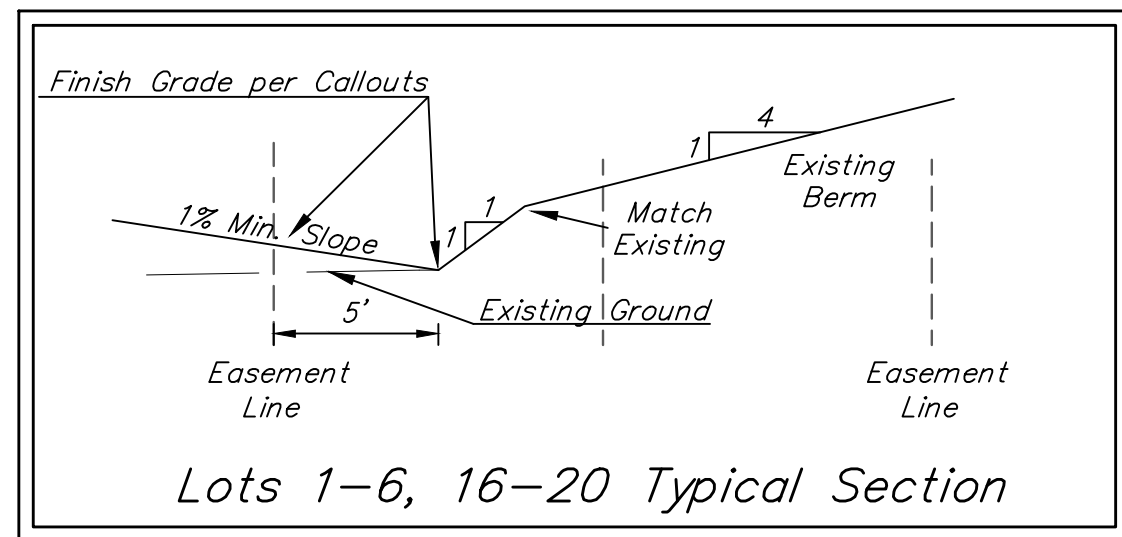 Finish Grade per Callouts
4
1
Existing
Berm
1
1
Match
Existing
1% Min. Slope
5'
Existing Ground
Easement
Line
Easement
Line
Lots 1-6, 16-20 Typical Section